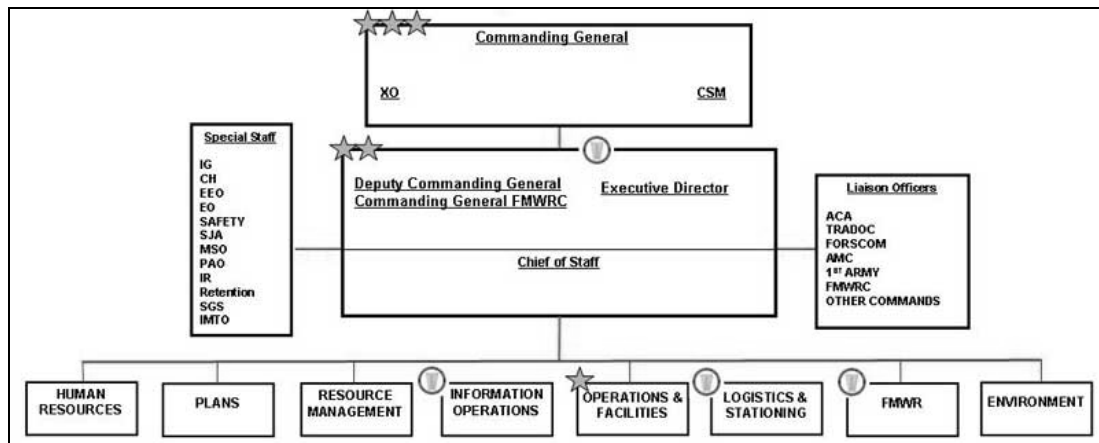 Commanding General
XO
CSM
Special Staff
IG
CH
EEO
EO
SAFETY
SJA
MSO
PAO
IR
Retention
SGS
IMTO
Deputy Commanding General
Commanding General FMWRC
Executive Director
Chief of Staff
Liaison Officers
ACA
TRADOC
FORSCOM
AMC
1ST ARMY
FMWRC
OTHER COMMANDS
HUMAN
RESOURCES
PLANS
RESOURCE
MANAGEMENT
INFORMATION
OPERATIONS
OPERATIONS &
FACILITIES
LOGISTICS &
STATIONING
FMWR
ENVIRONMENT